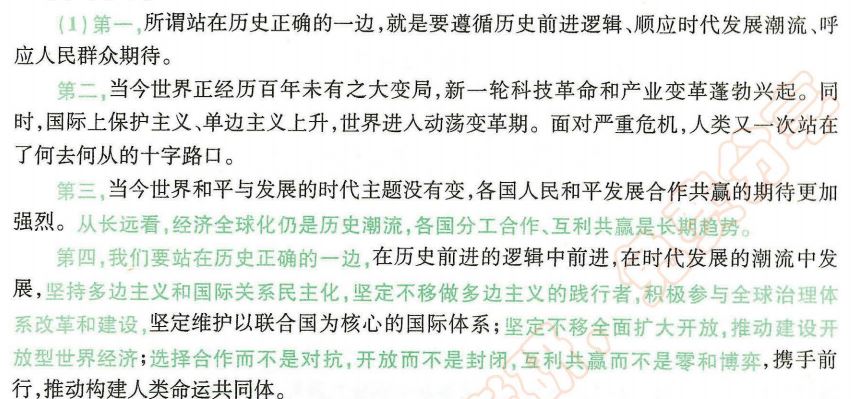 (1)第一,所谓站在历史正确的一边,就是要遵循历史前进逻辑、顺应时代发展潮流、呼
应人民群众期待。
第二,当今世界正经历百年未有之大变局,新一轮科技革命和产业变革蓬勃兴起。同
时,国际上保护主义、单边主义上升,世界进入动荡变革期。面对严重危机,人类又一次站在
了何去何从的十字路口。
第三,当今世界和平与发展的时代主题没有变,各国人民和平发展合作共赢的期待更加
强烈。从长远看,经济全球化仍是历史潮流,各国分工合作、互利共赢是长期趋势。
第四,我们要站在历史正确的一边,在历史前进的逻辑中前进,在时代发展的潮流中发
展,坚持多边主义和国际关系民主化,坚定不移做多边主义的践行者,积极参与全球治理体
系改革和建设,坚定维护以联合国为核心的国际体系;坚定不移全面扩大开放,推动建设开
放型世界经济;选择合作而不是对抗,开放而不是封闭,互利共赢而不是零和博弈,携手前
行,推动构建人类命运共同体。